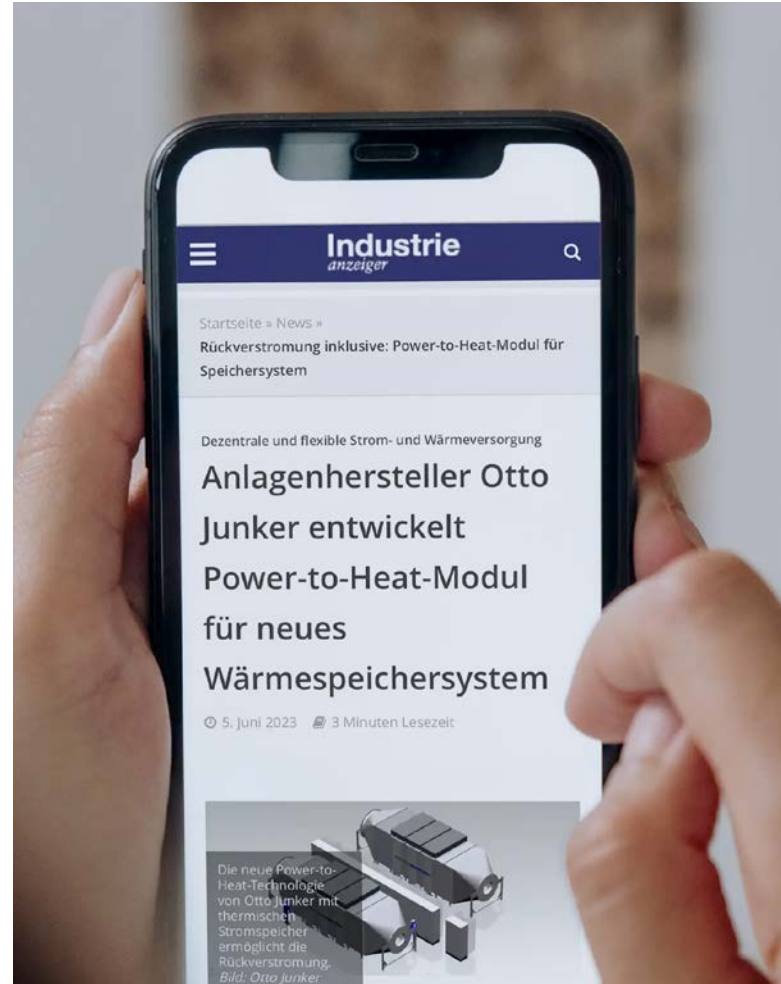 Industrie
anzeiger
Startseite » News »
Rückverstromung inklusive: Power-to-Heat-Modul für
Speichersystem
Dezentrale und flexible Strom- und Wärmeversorgung
Anlagenhersteller Otto
Junker entwickelt
Power-to-Heat-Modul
für neues
Wärmespeichersystem
5. Juni 2023 3 Minuten Lesezeit
Die neue Power-to-
Heat-Technologie
von Otto Junker mit
thermischen
Stromspeicher
ermöglicht die
Rückverstromung.
Bild: Otto Junker